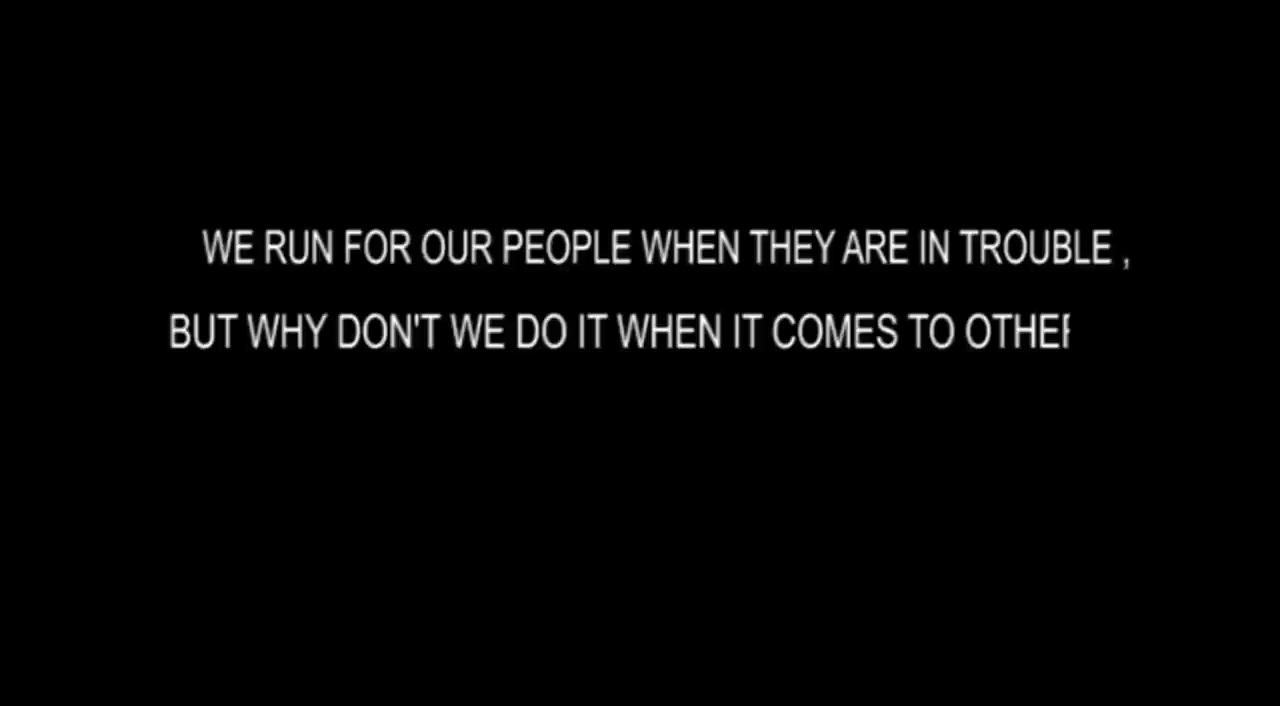 WE RUN FOR OUR PEOPLE WHEN THEY ARE IN TROUBLE ,
BUT WHY DON'T WE DO IT WHEN IT COMES TO